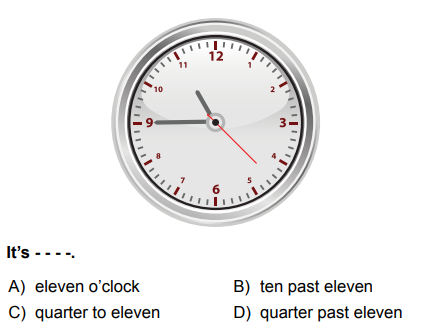 12
11 1
10 2
9 3
8 4
7 5
6
It's - - - -.
A) eleven o'clock B) ten past eleven
C) quarter to eleven D) quarter past eleven